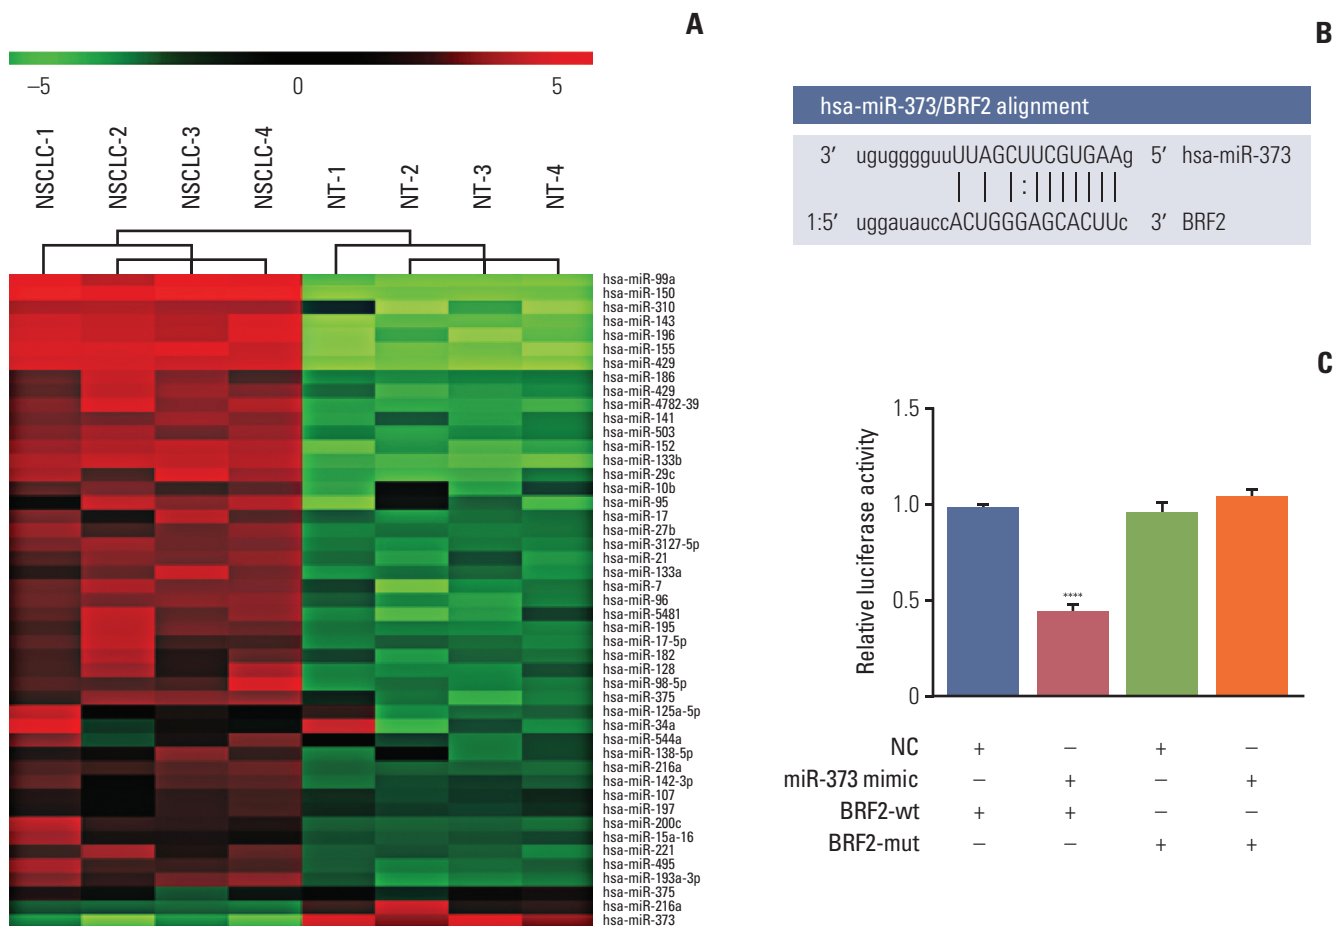 A
−5 0 5
NSCLC-1 NSCLC-2 NSCLC-3 NSCLC-4 NT-1 NT-2 NT-3 NT-4
hsa-miR-99a
hsa-miR-150
hsa-miR-310
hsa-miR-143
hsa-miR-196
hsa-miR-155
hsa-miR-429
hsa-miR-186
hsa-miR-429
hsa-miR-4782-39
hsa-miR-141
hsa-miR-503
hsa-miR-152
hsa-miR-133b
hsa-miR-29c
hsa-miR-10b
hsa-miR-95
hsa-miR-17
hsa-miR-27b
hsa-miR-3127-5p
hsa-miR-21
hsa-miR-133a
hsa-miR-7
hsa-miR-96
hsa-miR-5481
hsa-miR-195
hsa-miR-17-5p
hsa-miR-182
hsa-miR-128
hsa-miR-98-5p
hsa-miR-375
hsa-miR-125a-5p
hsa-miR-34a
hsa-miR-544a
hsa-miR-138-5p
hsa-miR-216a
hsa-miR-142-3p
hsa-miR-107
hsa-miR-197
hsa-miR-200c
hsa-miR-15a-16
hsa-miR-221
hsa-miR-495
hsa-miR-193a-3p
hsa-miR-375
hsa-miR-216a
hsa-miR-373
B
hsa-miR-373/BRF2 alignment
3′ ugugggguuUUAGCUUCGUGAAg 5′ hsa-miR-373
| | | : | | | | | | |
1:5′ uggauauccACUGGGAGCACUUc 3′ BRF2
C
Relative luciferase activity
1.5
1.0
0.5
0
****
NC + − + −
miR-373 mimic − + − +
BRF2-wt + + − −
BRF2-mut − − + +